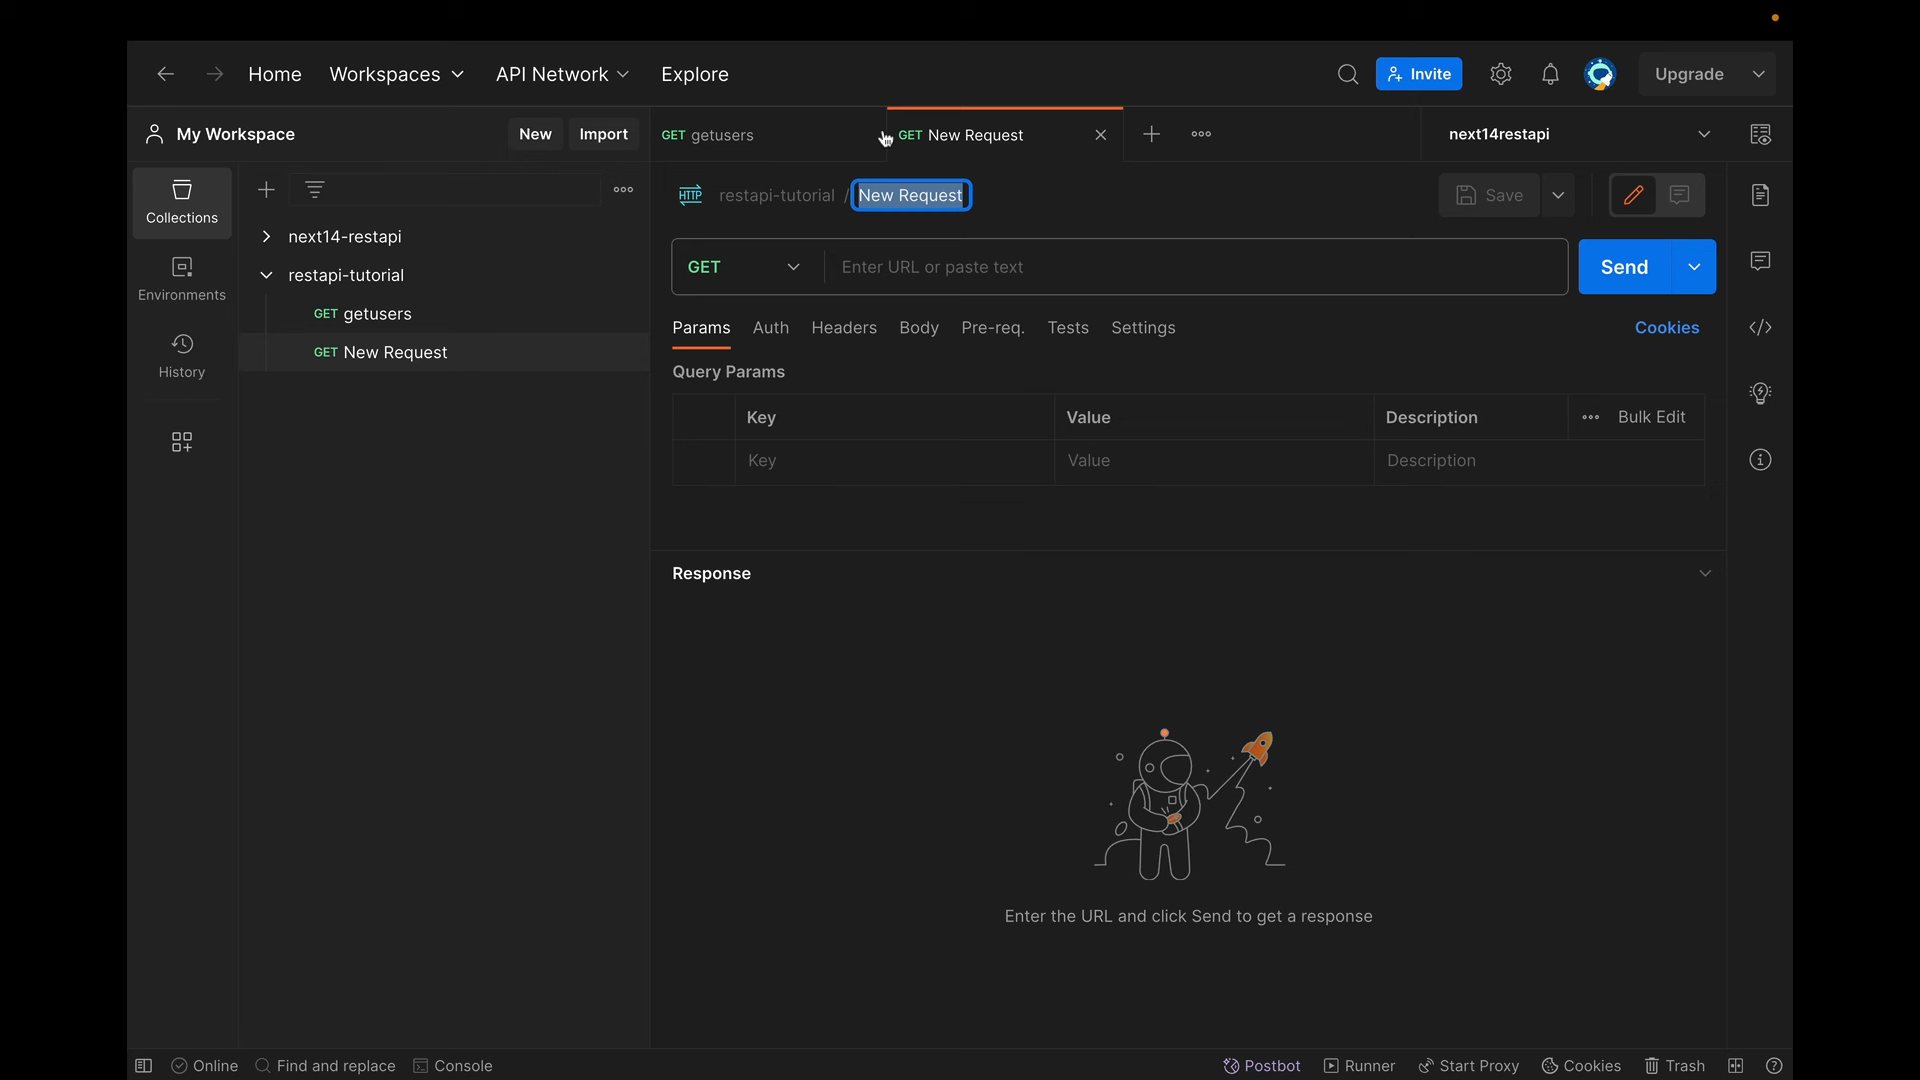 Home Workspaces API Network Explore Invite Upgrade
My Workspace New Import GET getusers GET New Request next14restapi
Collections
HTTP restapi-tutorial / New Request Save
next14-restapi
restapi-tutorial
GET Enter URL or paste text Send
Environments
GET getusers
Params Auth Headers Body Pre-req. Tests Settings Cookies
GET New Request
History
Query Params
Key Value Description Bulk Edit
Key Value Description
Response
Enter the URL and click Send to get a response
Online Find and replace Console Postbot Runner Start Proxy Cookies Trash